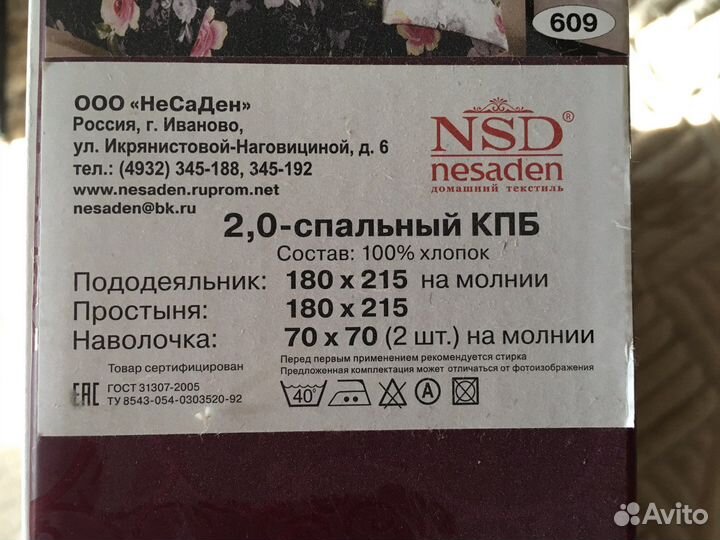 609
ООО «НеСаДен»
Россия, г. Иваново,
ул. Икрянистовой-Наговициной, д. 6
тел.: (4932) 345-188, 345-192
www.nesaden.ruprom.net
nesaden@bk.ru
NSD®
nesaden
домашний текстиль
2,0-спальный КПБ
Состав: 100% хлопок
Пододеяльник: 180 х 215 на молнии
Простыня: 180 х 215
Наволочка: 70 х 70 (2 шт.) на молнии
Товар сертифицирован
Перед первым применением рекомендуется стирка
Предложенная комплектация может отличаться от фотоизображения
ЕАС
ГОСТ 31307-2005
ТУ 8543-054-0303520-92
40°
A
Avito